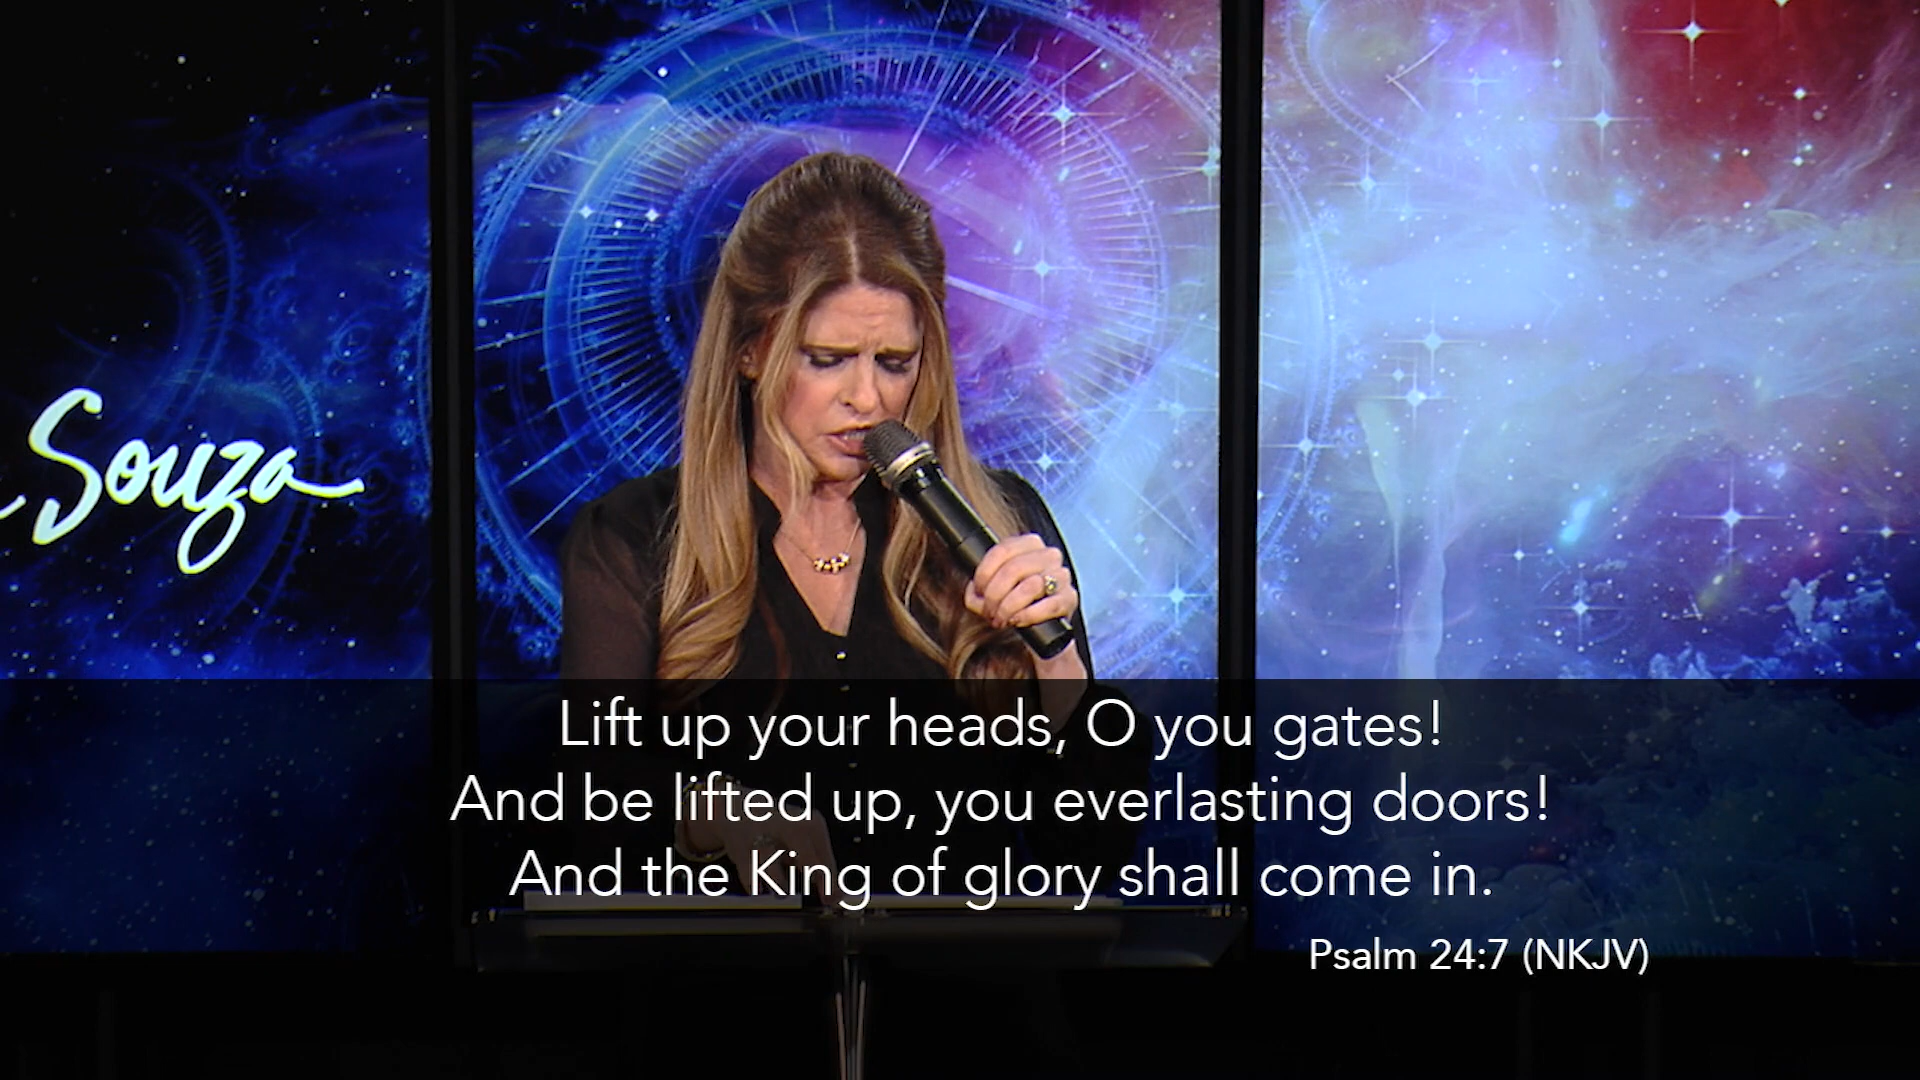 Souza
Lift up your heads, O you gates!
And be lifted up, you everlasting doors!
And the King of glory shall come in.
Psalm 24:7 (NKJV)